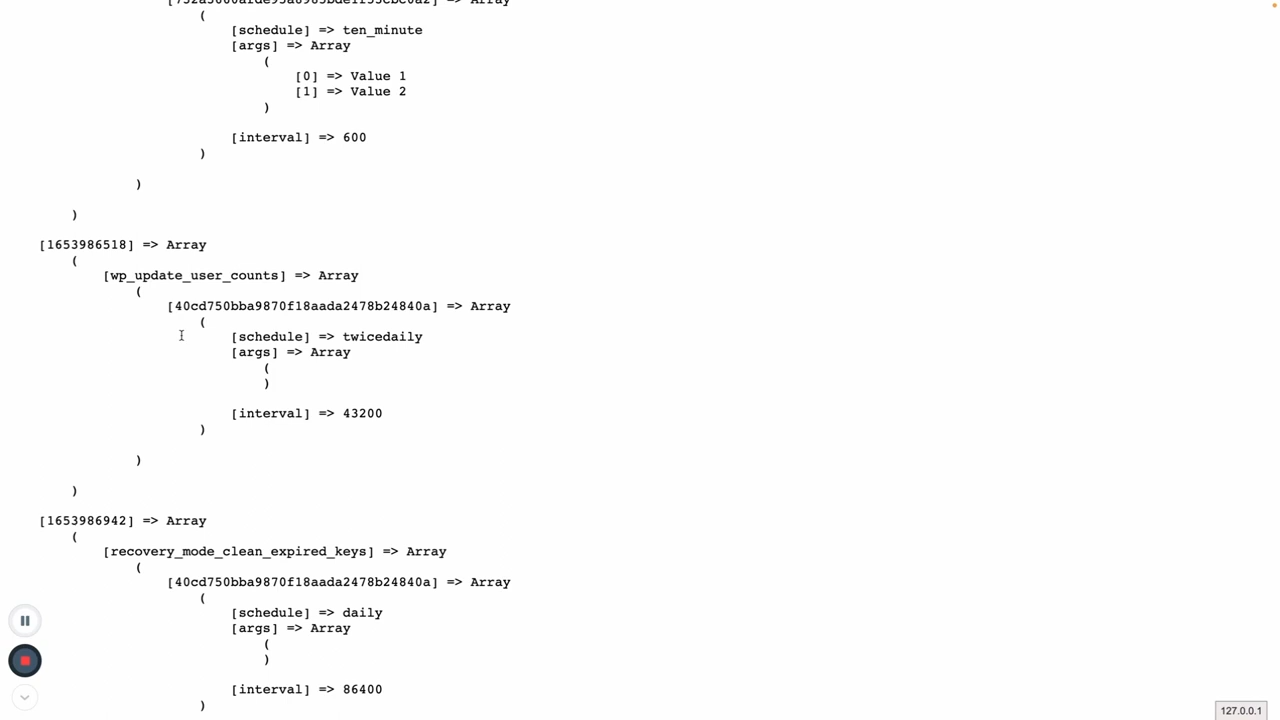 (
[schedule] => ten_minute
[args] => Array
(
[0] => Value 1
[1] => Value 2
)
[interval] => 600
)
)
)
[1653986518] => Array
(
[wp_update_user_counts] => Array
(
[40cd750bba9870f18aada2478b24840a] => Array
(
[schedule] => twicedaily
[args] => Array
(
)
[interval] => 43200
)
)
)
[1653986942] => Array
(
[recovery_mode_clean_expired_keys] => Array
(
[40cd750bba9870f18aada2478b24840a] => Array
(
[schedule] => daily
[args] => Array
(
)
[interval] => 86400
)
127.0.0.1